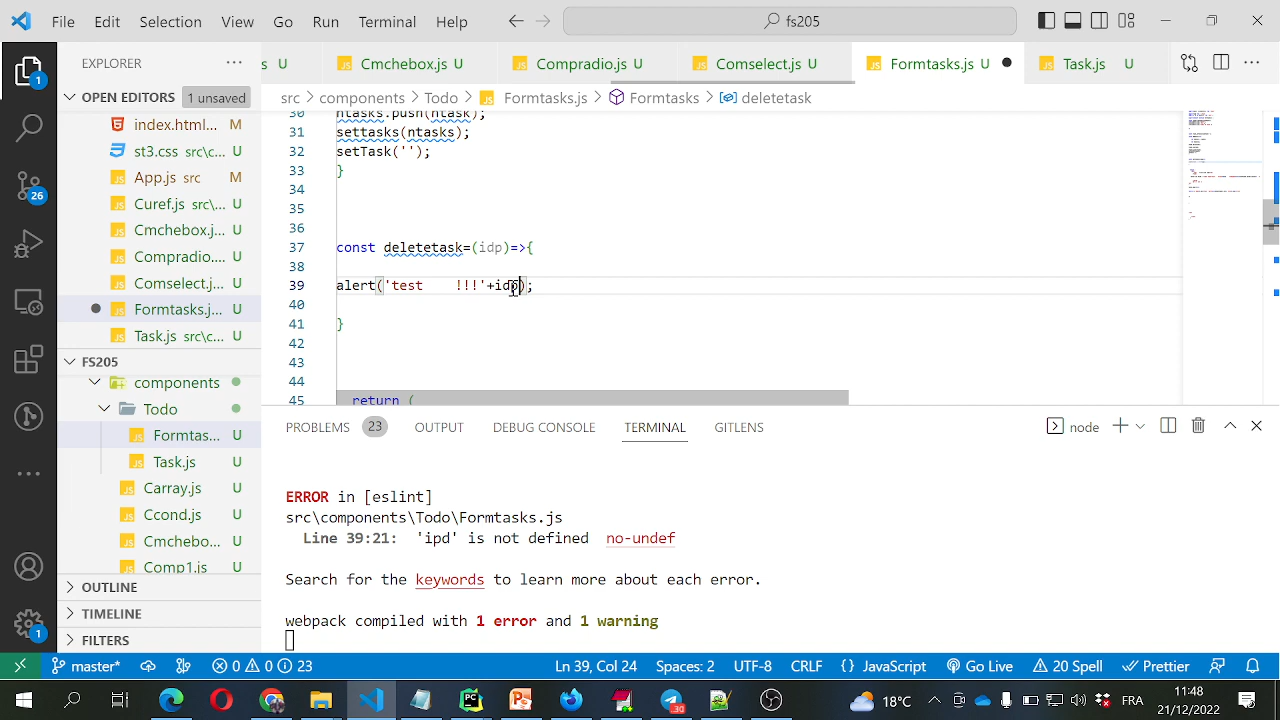 File Edit Selection View Go Run Terminal Help fs205
EXPLORER
s U Cmchebox.js U Compradio.js U Comselect.js U Formtasks.js U Task.js U
OPEN EDITORS 1 unsaved
src > components > Todo > Formtasks.js > Formtasks > deletetask
index.html... M
st3.css src\c... U
App.js src M
Curef.js src\... U
Cmchebox.j... U
Compradio.... U
Comselect.j... U
Formtasks.j... U
Task.js src\c... U
FS205
components
Todo
Formtas... U
Task.js U
Carray.js U
Ccond.js U
Cmchebo... U
Comp1.js U
OUTLINE
TIMELINE
FILTERS
30 ntasks.push(ntask);
31 settasks(ntasks);
32 setTask('');
33 }
34
35
36
37 const deletetask=(idp)=>{
38
39 alert('test    !!!'+idp);
40
41 }
42
43
44
45 return (
PROBLEMS 23 OUTPUT DEBUG CONSOLE TERMINAL GITLENS node
ERROR in [eslint]
src\components\Todo\Formtasks.js
Line 39:21: 'ipd' is not defined no-undef
Search for the keywords to learn more about each error.
webpack compiled with 1 error and 1 warning
1
26
1
master* 0 0 23 Ln 39, Col 24 Spaces: 2 UTF-8 CRLF {} JavaScript Go Live 20 Spell Prettier
30 18°C FRA 11:48
21/12/2022